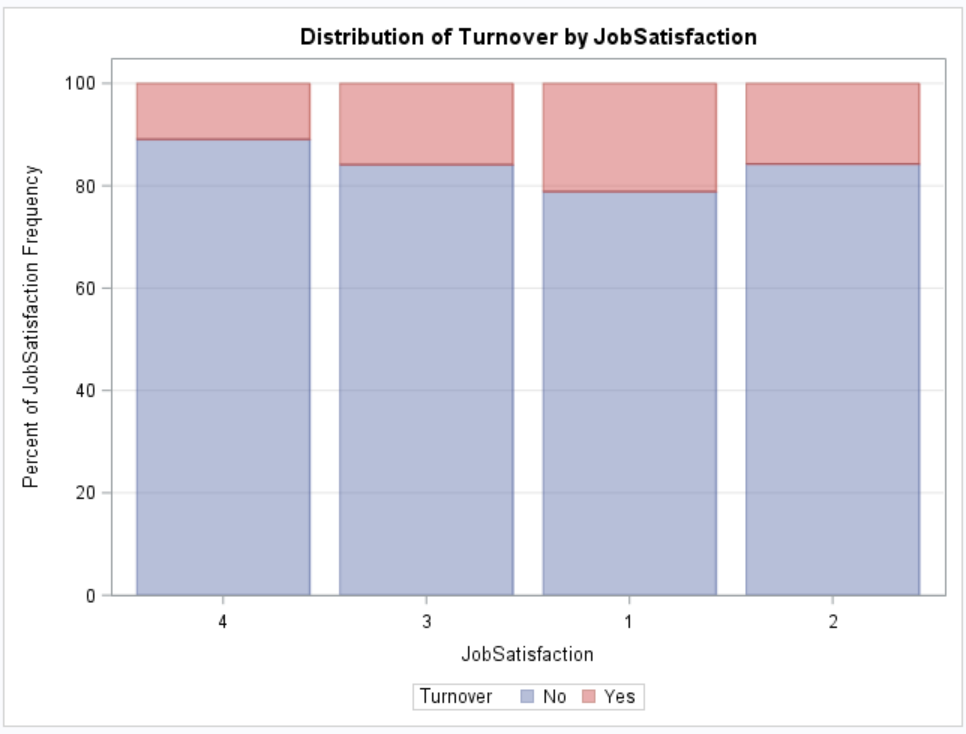 Distribution of Turnover by JobSatisfaction
Percent of JobSatisfaction Frequency
100
80
60
40
20
0
4 3 1 2
JobSatisfaction
Turnover No Yes